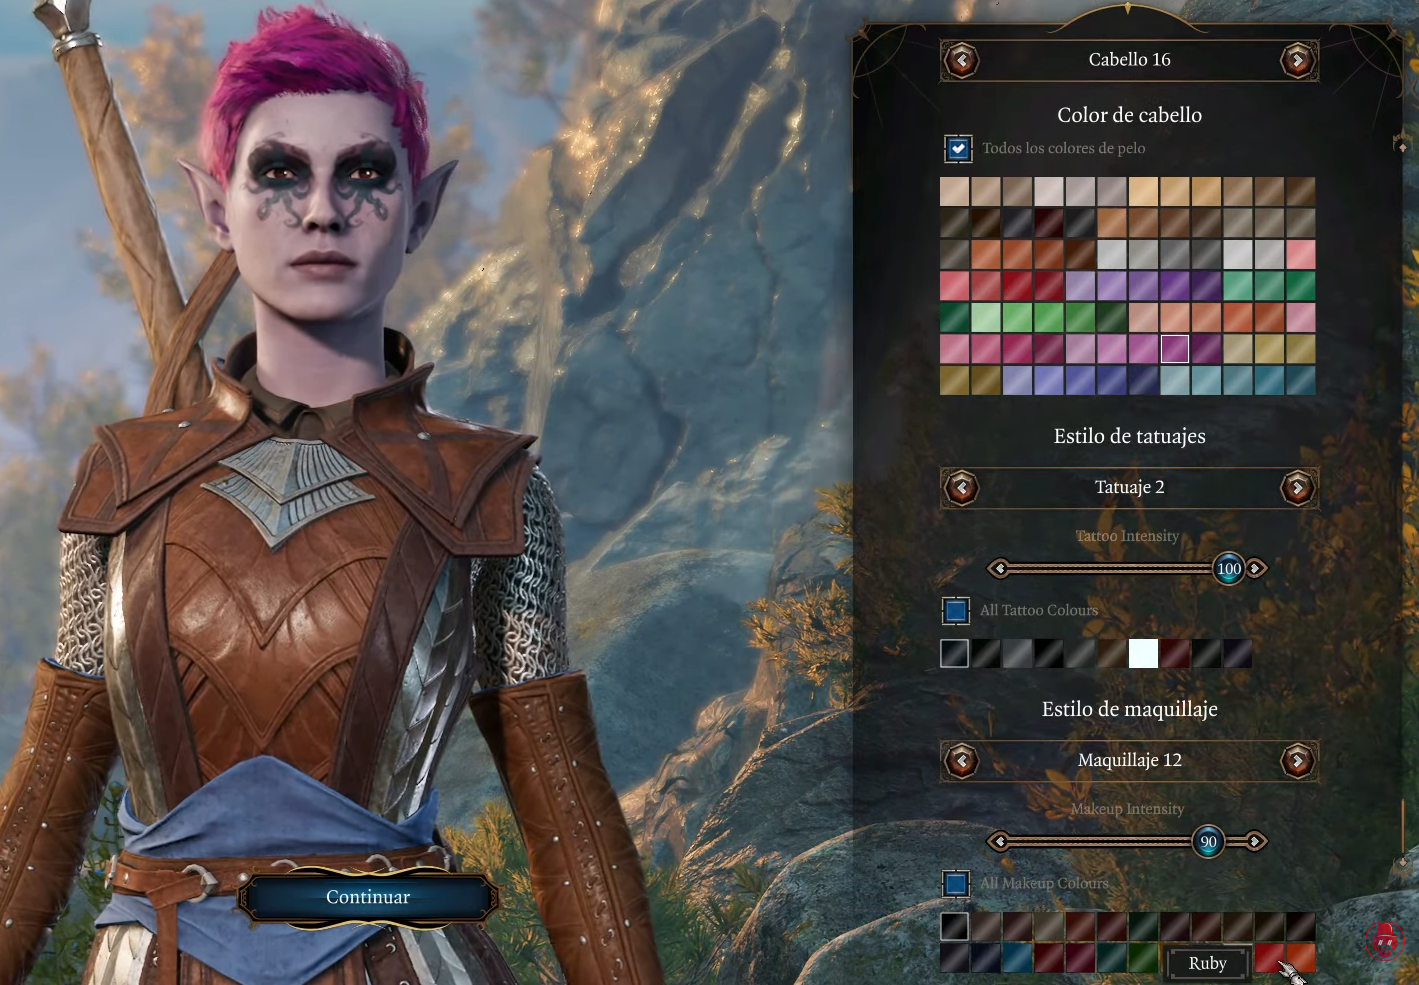 Cabello 16
Color de cabello
Todos los colores de pelo
Estilo de tatuajes
Tatuaje 2
Tattoo Intensity
100
All Tattoo Colours
Estilo de maquillaje
Maquillaje 12
Makeup Intensity
90
All Makeup Colours
Continuar
Ruby